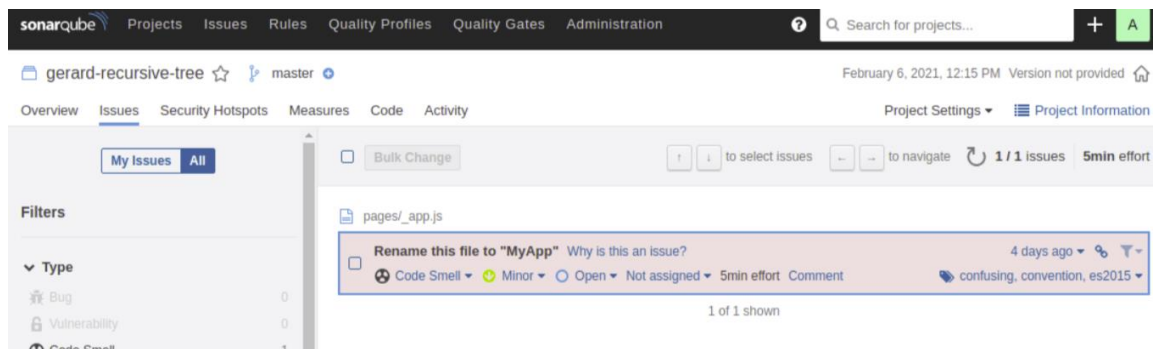 sonarqube Projects Issues Rules Quality Profiles Quality Gates Administration ? Search for projects... + A
gerard-recursive-tree master February 6, 2021, 12:15 PM Version not provided
Overview Issues Security Hotspots Measures Code Activity Project Settings Project Information
My Issues All Bulk Change ↑ ↓ to select issues ← → to navigate 1 / 1 issues 5min effort
Filters
pages/_app.js
Rename this file to "MyApp" Why is this an issue? 4 days ago
Type
Code Smell Minor Open Not assigned 5min effort Comment confusing, convention, es2015
Bug 0
1 of 1 shown
Vulnerability 0
Code Smell 1